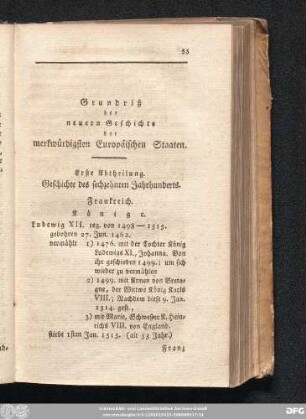 55
Grundriß
der
neuern Geschichte
der
merkwürdigsten Europäischen Staaten.
Erste Abtheilung.
Geschichte des sechzehnten Jahrhunderts.
Frankreich.
Könige.
Ludewig XII. reg. von 1498—1515.
gebohren 27. Jun. 1462.
vermählt 1) 1476. mit der Tochter König
Ludewigs XI., Johanna. Von
ihr geschieden 1499.; um sich
wieder zu vermählen
2) 1499. mit Annen von Bretag-
gne, der Witwe König Karls
VIII.; Nachdem diese 9. Jan.
1514. gest.,
3) mit Marie, Schwester K. Hein-
richs VIII. von England.
stirbt 1sten Jan. 1515. (alt 53 Jahr)
Franz